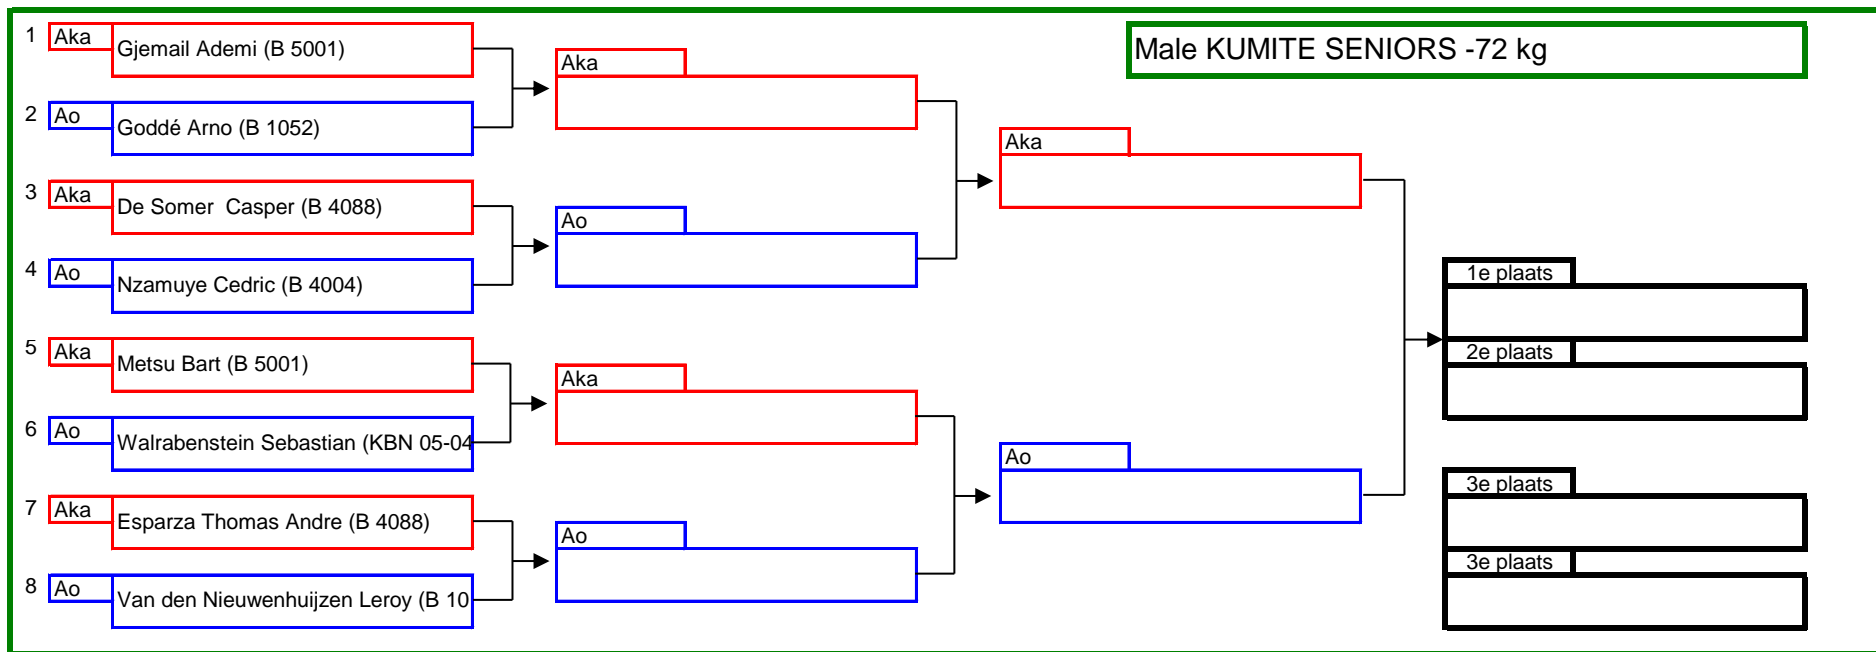 Male KUMITE SENIORS -72 kg
1 Aka Gjemail Ademi (B 5001)
2 Ao Goddé Arno (B 1052)
3 Aka De Somer  Casper (B 4088)
4 Ao Nzamuye Cedric (B 4004)
5 Aka Metsu Bart (B 5001)
6 Ao Walrabenstein Sebastian (KBN 05-04
7 Aka Esparza Thomas Andre (B 4088)
8 Ao Van den Nieuwenhuijzen Leroy (B 10
Aka
Ao
Aka
Ao
Aka
Ao
1e plaats
2e plaats
3e plaats
3e plaats